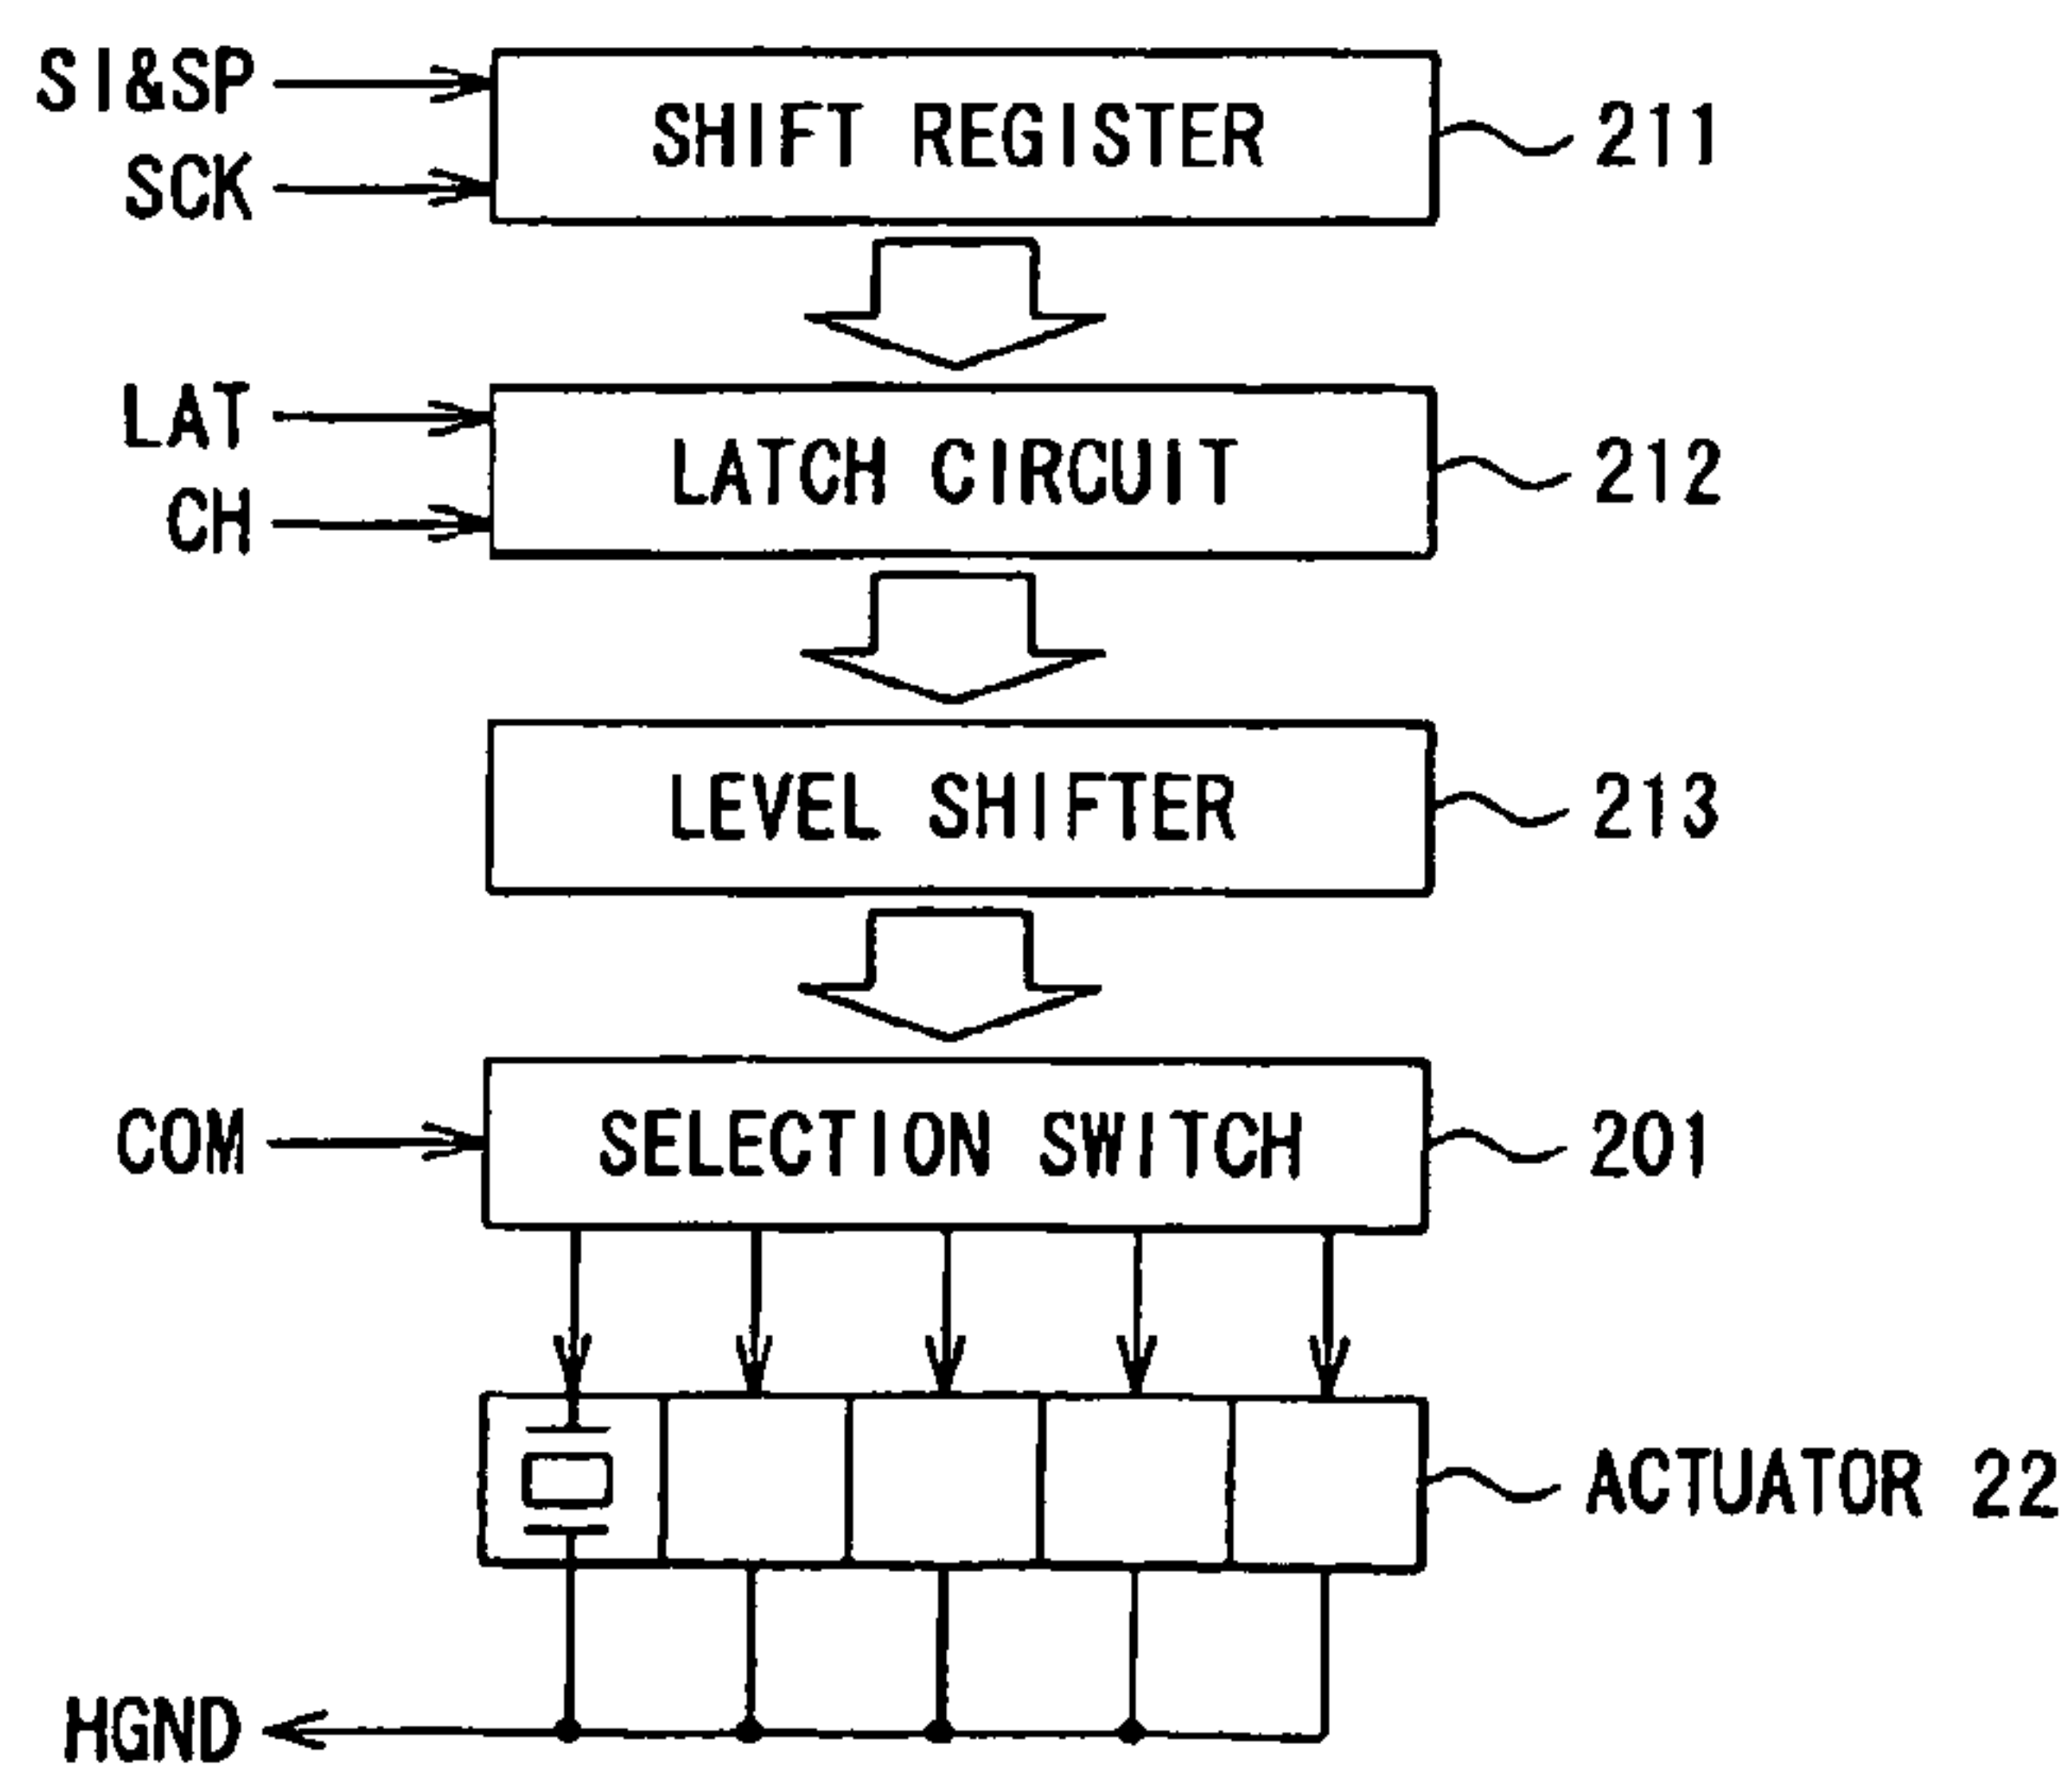 SI&SP
SHIFT REGISTER
211
SCK
LAT
LATCH CIRCUIT
212
CH
LEVEL SHIFTER
213
COM
SELECTION SWITCH
201
ACTUATOR 22
HGND